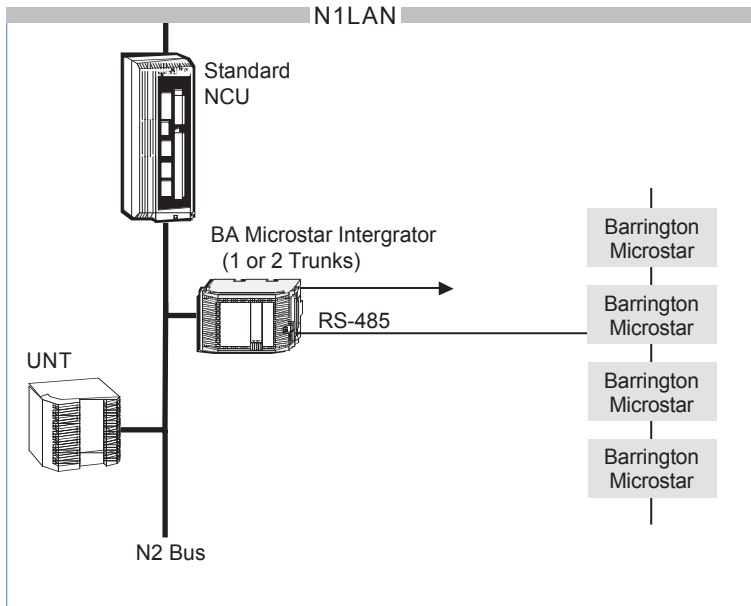 N1LAN
Standard
NCU
BA Microstar Intergrator
(1 or 2 Trunks)
RS-485
UNT
N2 Bus
Barrington
Microstar
Barrington
Microstar
Barrington
Microstar
Barrington
Microstar